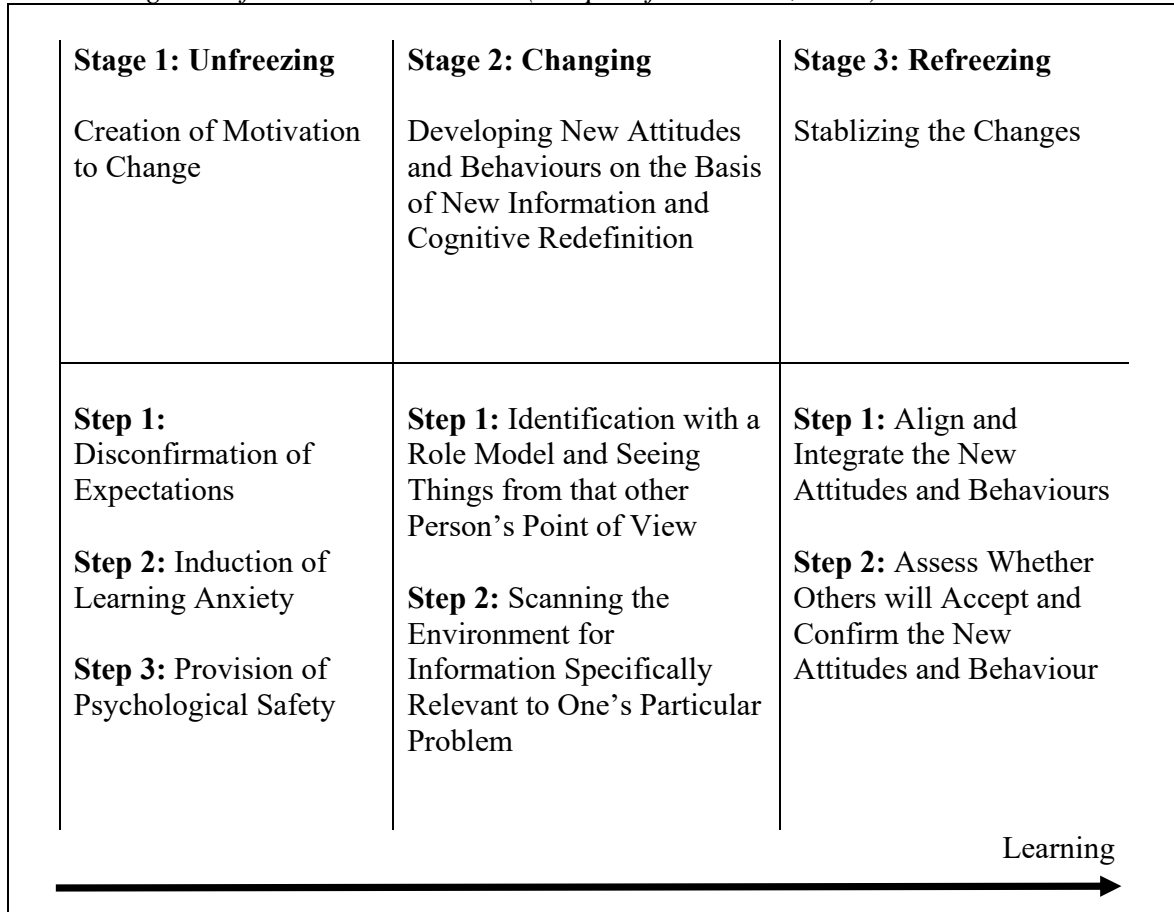 Stage 1: Unfreezing
Creation of Motivation
to Change
Stage 2: Changing
Developing New Attitudes
and Behaviours on the Basis
of New Information and
Cognitive Redefinition
Stage 3: Refreezing
Stablizing the Changes
Step 1:
Disconfirmation of
Expectations
Step 2: Induction of
Learning Anxiety
Step 3: Provision of
Psychological Safety
Step 1: Identification with a
Role Model and Seeing
Things from that other
Person’s Point of View
Step 2: Scanning the
Environment for
Information Specifically
Relevant to One’s Particular
Problem
Step 1: Align and
Integrate the New
Attitudes and Behaviours
Step 2: Assess Whether
Others will Accept and
Confirm the New
Attitudes and Behaviour
Learning